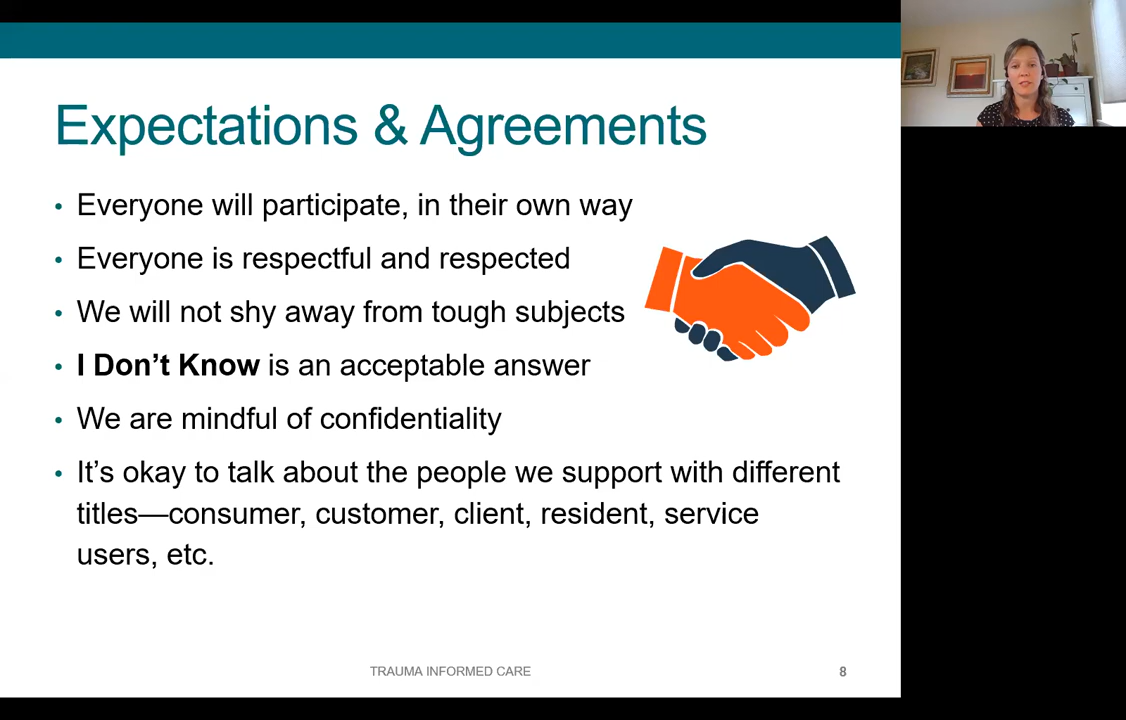 Expectations & Agreements
• Everyone will participate, in their own way
• Everyone is respectful and respected
• We will not shy away from tough subjects
• I Don’t Know is an acceptable answer
• We are mindful of confidentiality
• It’s okay to talk about the people we support with different
titles—consumer, customer, client, resident, service
users, etc.
TRAUMA INFORMED CARE
8